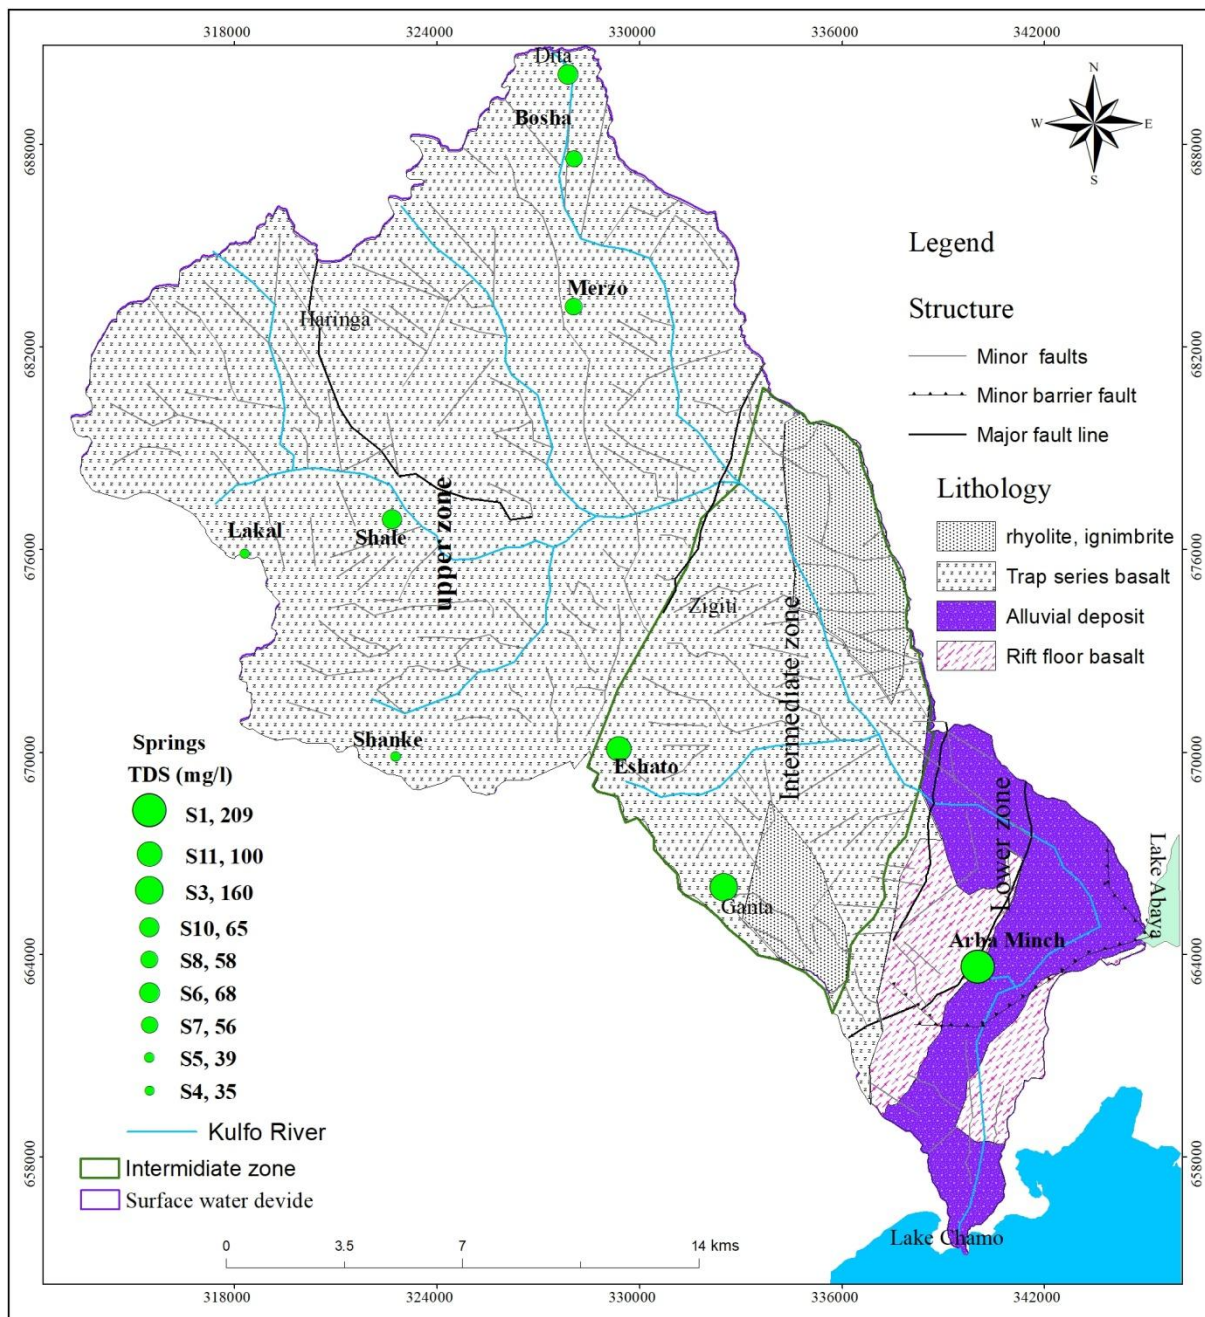 318000 324000 330000 336000 342000
Dita
N
Bosha
W E
S
688000 688000
Legend
Structure
Merzo
Haringa
682000 682000
Minor faults
Minor barrier fault
Major fault line
Lithology
Lakal
Shale
upper zone
rhyolite, ignimbrite
676000 676000
Trap series basalt
Zigiti
Alluvial deposit
Intermediate zone
Rift floor basalt
Shanke
Springs
TDS (mg/l)
670000 670000
Eshato
S1, 209
Lower zone
S11, 100
Lake Abaya
S3, 160
Ganta
S10, 65
Arba Minch
S8, 58
664000 664000
S6, 68
S7, 56
S5, 39
S4, 35
Kulfo River
658000 658000
Intermidiate zone
Surface water devide
Lake Chamo
0 3.5 7 14 kms
318000 324000 330000 336000 342000